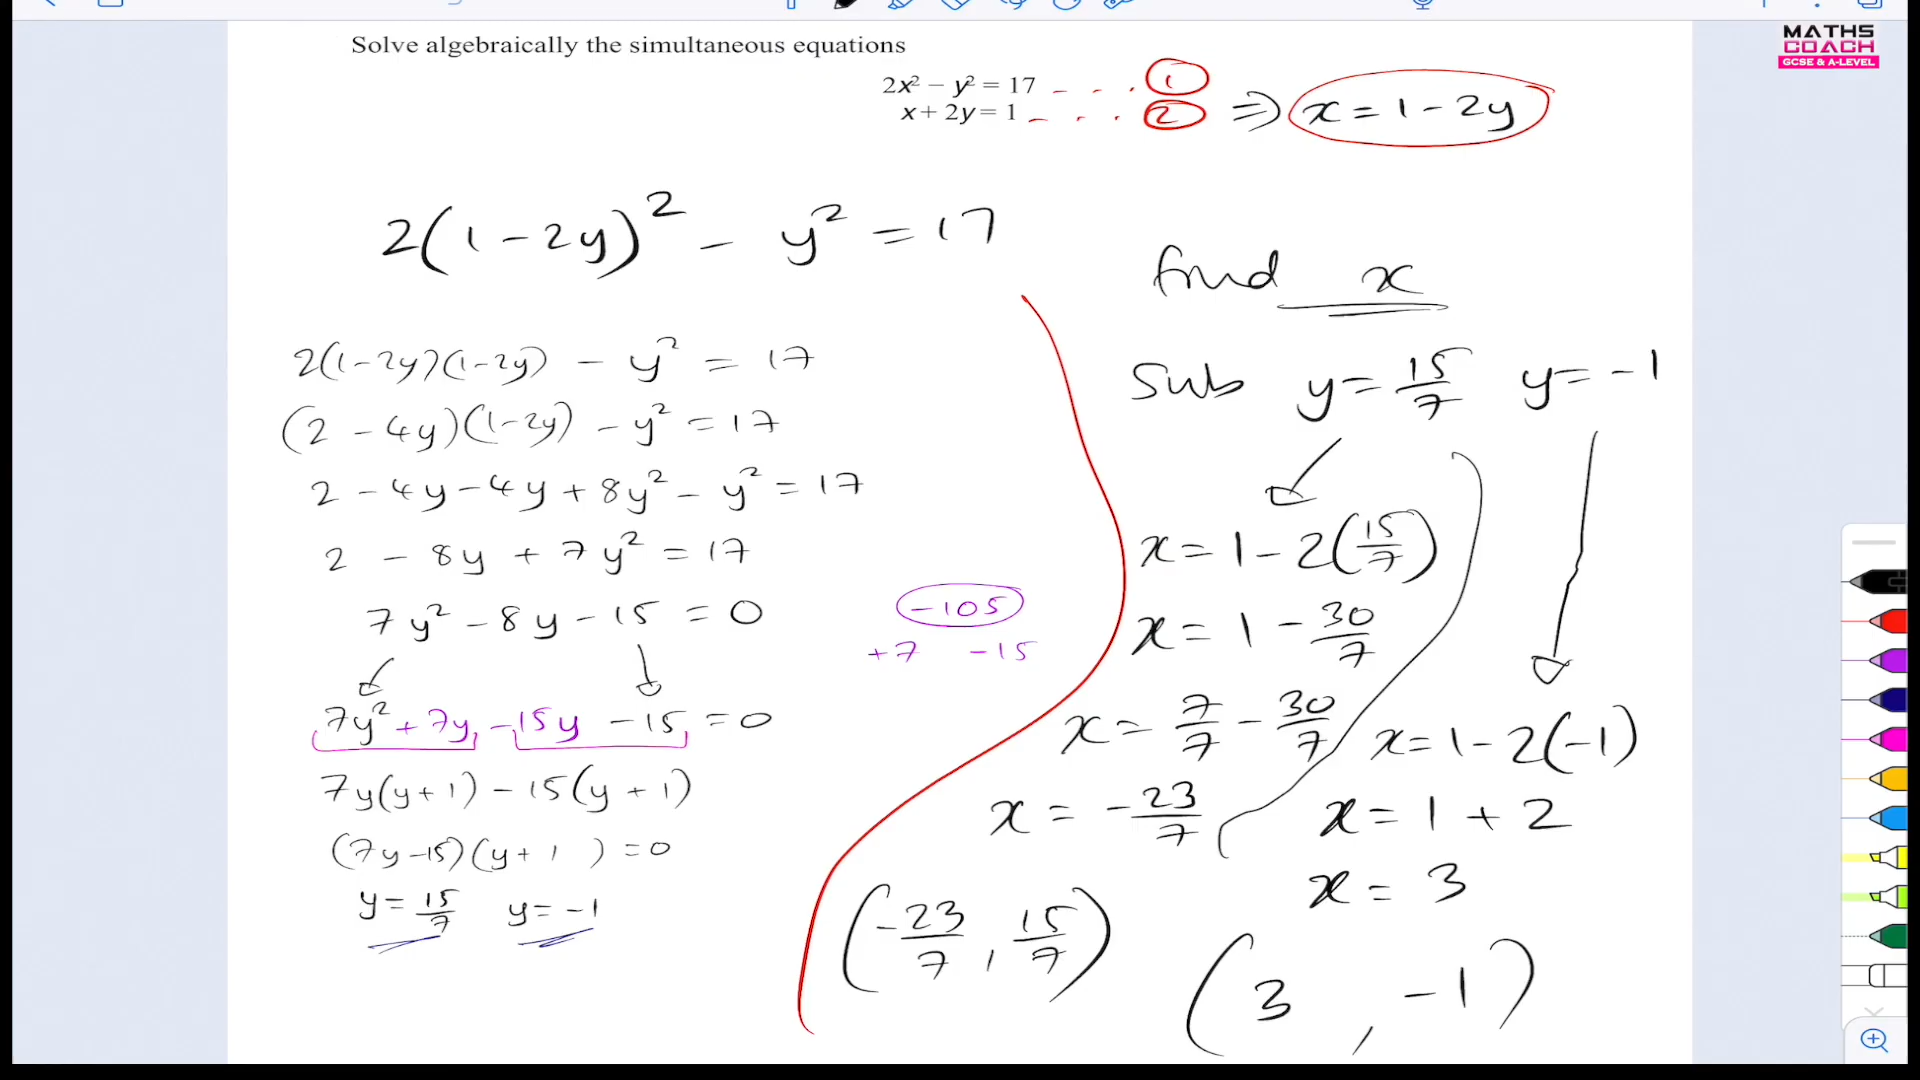 MATHS
COACH
GCSE & A-LEVEL
Solve algebraically the simultaneous equations
2x² − y² = 17 - - - ①
x + 2y = 1 - - - ② ⇒ x = 1 − 2y
2(1 − 2y)² − y² = 17
2(1−2y)(1−2y) − y² = 17
(2 − 4y)(1−2y) − y² = 17
2 − 4y − 4y + 8y² − y² = 17
2 − 8y + 7y² = 17
7y² − 8y − 15 = 0
−105
+7 −15
7y² + 7y − 15y − 15 = 0
7y(y + 1) − 15(y + 1)
(7y −15)(y + 1 ) = 0
y = 15/7 y = −1
find x
sub y = 15/7 y = −1
x = 1 − 2(15/7)
x = 1 − 30/7
x = 7/7 − 30/7
x = −23/7
(−23/7, 15/7)
x = 1 − 2(−1)
x = 1 + 2
x = 3
(3, −1)